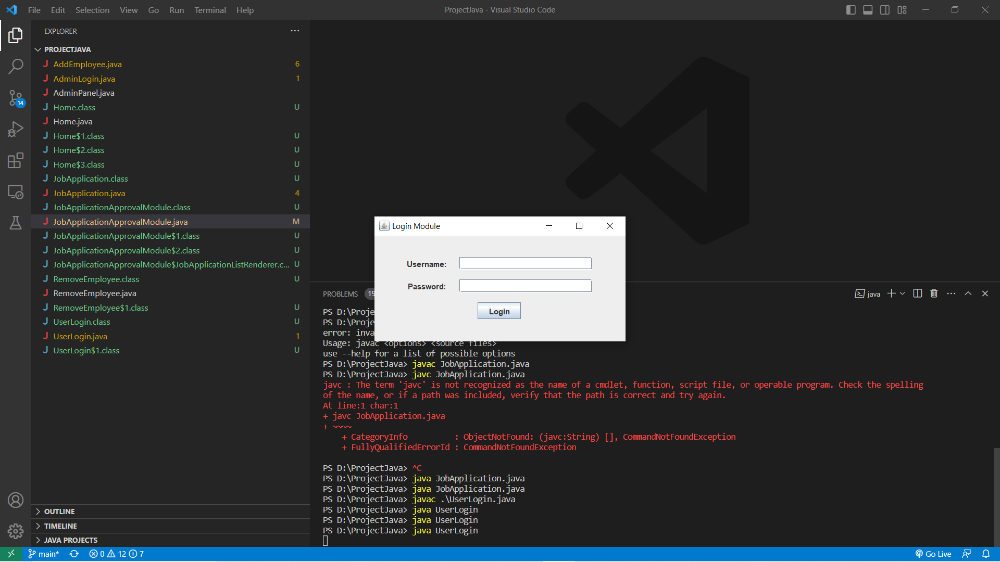 File Edit Selection View Go Run Terminal Help
ProjectJava - Visual Studio Code
EXPLORER
PROJECTJAVA
AddEmployee.java 6
AdminLogin.java 1
AdminPanel.java
Home.class U
Home.java
Home$1.class U
Home$2.class U
Home$3.class U
JobApplication.class U
JobApplication.java 4
JobApplicationApprovalModule.class U
JobApplicationApprovalModule.java M
JobApplicationApprovalModule$1.class U
JobApplicationApprovalModule$2.class U
JobApplicationApprovalModule$JobApplicationListRenderer.c... U
RemoveEmployee.class U
RemoveEmployee.java
RemoveEmployee$1.class U
UserLogin.class U
UserLogin.java 1
UserLogin$1.class U
OUTLINE
TIMELINE
JAVA PROJECTS
14
Login Module
Username:
Password:
Login
PROBLEMS 19
java
PS D:\Proje
PS D:\Proje
error: inva
Usage: javac <options> <source files>
use --help for a list of possible options
PS D:\ProjectJava> javac JobApplication.java
PS D:\ProjectJava> javc JobApplication.java
javc : The term 'javc' is not recognized as the name of a cmdlet, function, script file, or operable program. Check the spelling
of the name, or if a path was included, verify that the path is correct and try again.
At line:1 char:1
+ javc JobApplication.java
+ ~~~~
+ CategoryInfo : ObjectNotFound: (javc:String) [], CommandNotFoundException
+ FullyQualifiedErrorId : CommandNotFoundException
PS D:\ProjectJava> ^C
PS D:\ProjectJava> java JobApplication.java
PS D:\ProjectJava> java JobApplication.java
PS D:\ProjectJava> javac .\UserLogin.java
PS D:\ProjectJava> java UserLogin
PS D:\ProjectJava> java UserLogin
PS D:\ProjectJava> java UserLogin
main* 0 12 7
Go Live